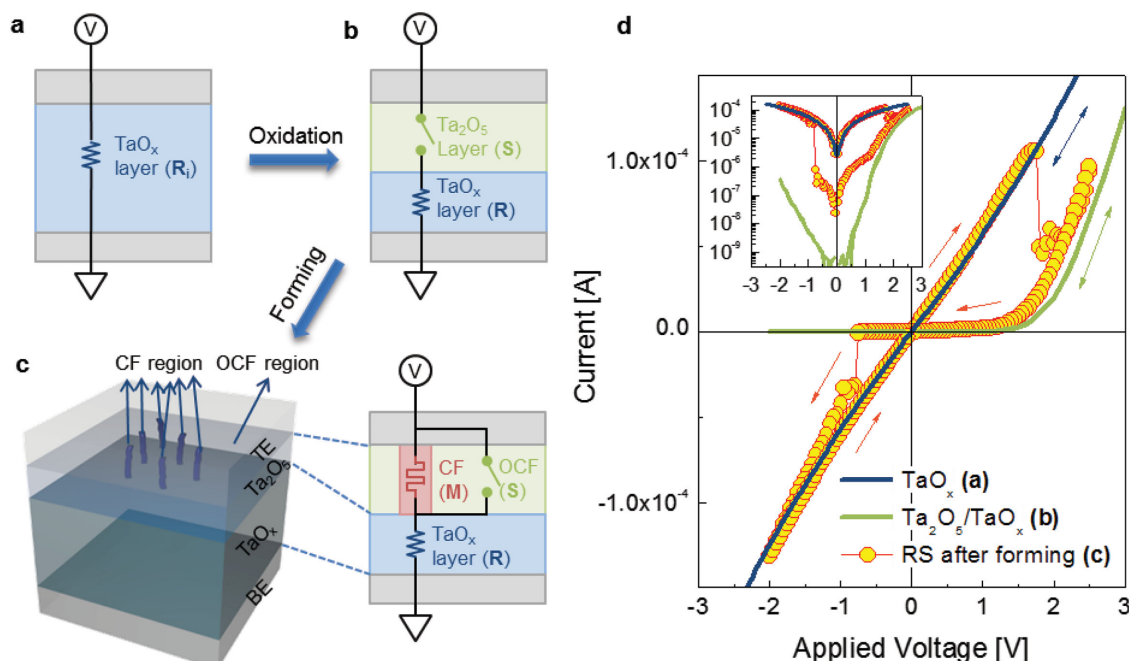 a
V
TaOx
layer (Ri)
Oxidation
b
V
Ta2O5
Layer (S)
TaOx
layer (R)
Forming
c
CF region
OCF region
TE
Ta2O5
TaOx
BE
V
CF
(M)
OCF
(S)
TaOx
layer (R)
d
Current [A]
1.0x10-4
0.0
-1.0x10-4
10-4
10-5
10-6
10-7
10-8
10-9
-3 -2 -1 0 1 2 3
TaOx (a)
Ta2O5/TaOx (b)
RS after forming (c)
-3 -2 -1 0 1 2 3
Applied Voltage [V]